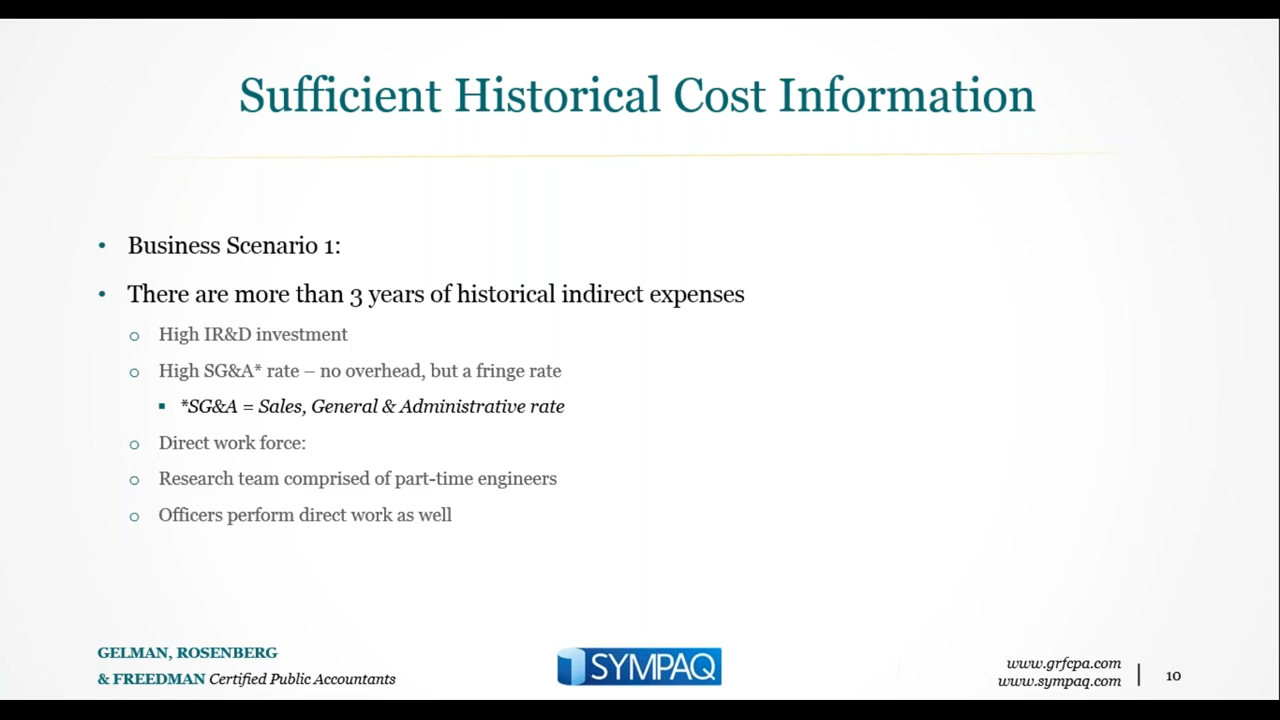 Sufficient Historical Cost Information
• Business Scenario 1:
• There are more than 3 years of historical indirect expenses
o High IR&D investment
o High SG&A* rate – no overhead, but a fringe rate
▪ *SG&A = Sales, General & Administrative rate
o Direct work force:
o Research team comprised of part-time engineers
o Officers perform direct work as well
GELMAN, ROSENBERG
& FREEDMAN Certified Public Accountants
SYMPAQ
www.grfcpa.com
www.sympaq.com
10